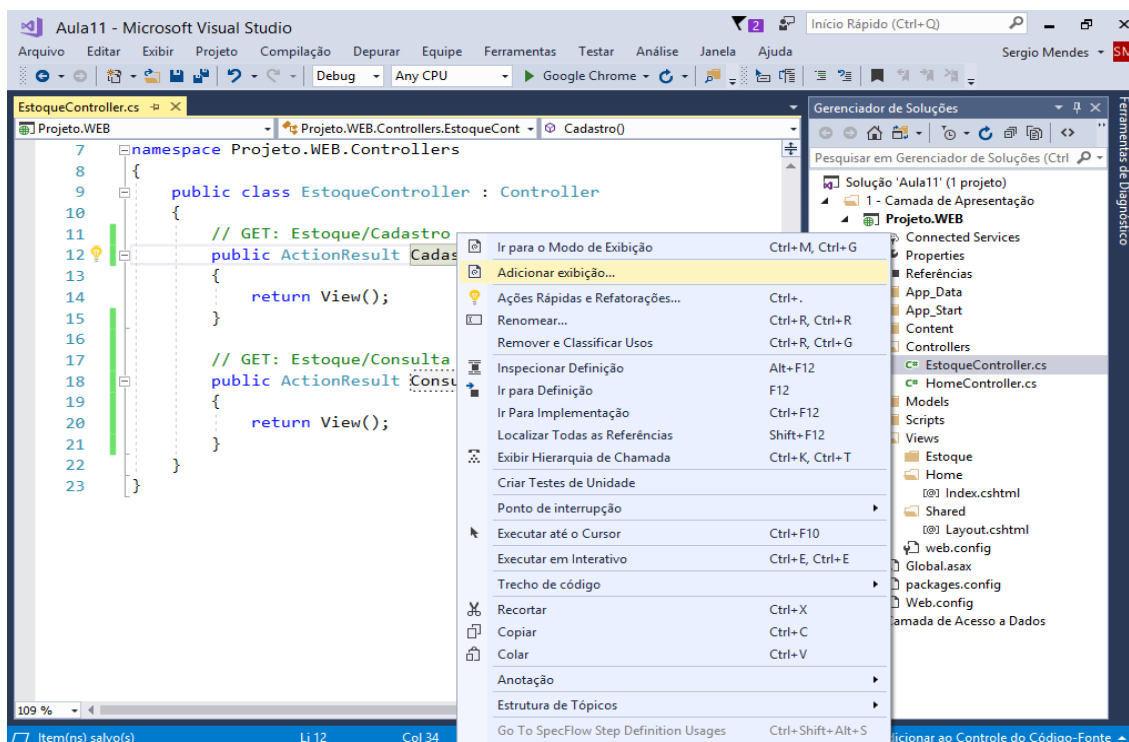 Aula11 - Microsoft Visual Studio
2
Início Rápido (Ctrl+Q)
Arquivo Editar Exibir Projeto Compilação Depurar Equipe Ferramentas Testar Análise Janela Ajuda
Sergio Mendes
SM
Debug
Any CPU
Google Chrome
EstoqueController.cs
Projeto.WEB
Projeto.WEB.Controllers.EstoqueCont
Cadastro()
7 namespace Projeto.WEB.Controllers
8 {
9 public class EstoqueController : Controller
10 {
11 // GET: Estoque/Cadastro
12 public ActionResult Cadas
13 {
14 return View();
15 }
16
17 // GET: Estoque/Consulta
18 public ActionResult Consu
19 {
20 return View();
21 }
22 }
23 }
109 %
Item(ns) salvo(s)
Li 12
Col 34
Ir para o Modo de Exibição Ctrl+M, Ctrl+G
Adicionar exibição...
Ações Rápidas e Refatorações... Ctrl+.
Renomear... Ctrl+R, Ctrl+R
Remover e Classificar Usos Ctrl+R, Ctrl+G
Inspecionar Definição Alt+F12
Ir para Definição F12
Ir Para Implementação Ctrl+F12
Localizar Todas as Referências Shift+F12
Exibir Hierarquia de Chamada Ctrl+K, Ctrl+T
Criar Testes de Unidade
Ponto de interrupção
Executar até o Cursor Ctrl+F10
Executar em Interativo Ctrl+E, Ctrl+E
Trecho de código
Recortar Ctrl+X
Copiar Ctrl+C
Colar Ctrl+V
Anotação
Estrutura de Tópicos
Go To SpecFlow Step Definition Usages Ctrl+Shift+Alt+S
Gerenciador de Soluções
Pesquisar em Gerenciador de Soluções (Ctrl
Solução 'Aula11' (1 projeto)
1 - Camada de Apresentação
Projeto.WEB
Connected Services
Properties
Referências
App_Data
App_Start
Content
Controllers
C# EstoqueController.cs
C# HomeController.cs
Models
Scripts
Views
Estoque
Home
[@] Index.cshtml
Shared
[@] Layout.cshtml
web.config
Global.asax
packages.config
Web.config
amada de Acesso a Dados
Ferramentas de Diagnóstico
dicionar ao Controle do Código-Fonte